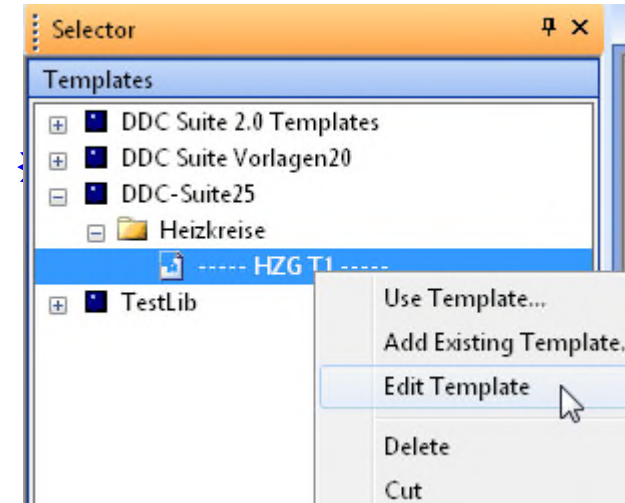 Selector
Templates
DDC Suite 2.0 Templates
DDC Suite Vorlagen20
DDC-Suite25
Heizkreise
----- HZG T1 -----
TestLib
Use Template...
Add Existing Template.
Edit Template
Delete
Cut